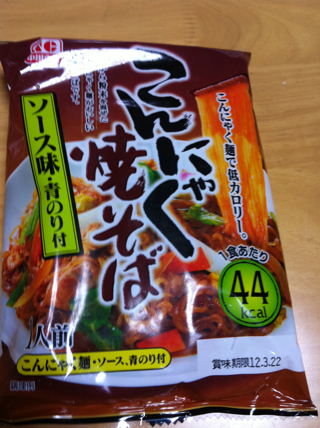 こんにゃく
焼そば
ソース味・青のり付
こんにゃく麺で低カロリー。
1食あたり
44
kcal
1人前
こんにゃく麺・ソース、青のり付
賞味期限12.3.22